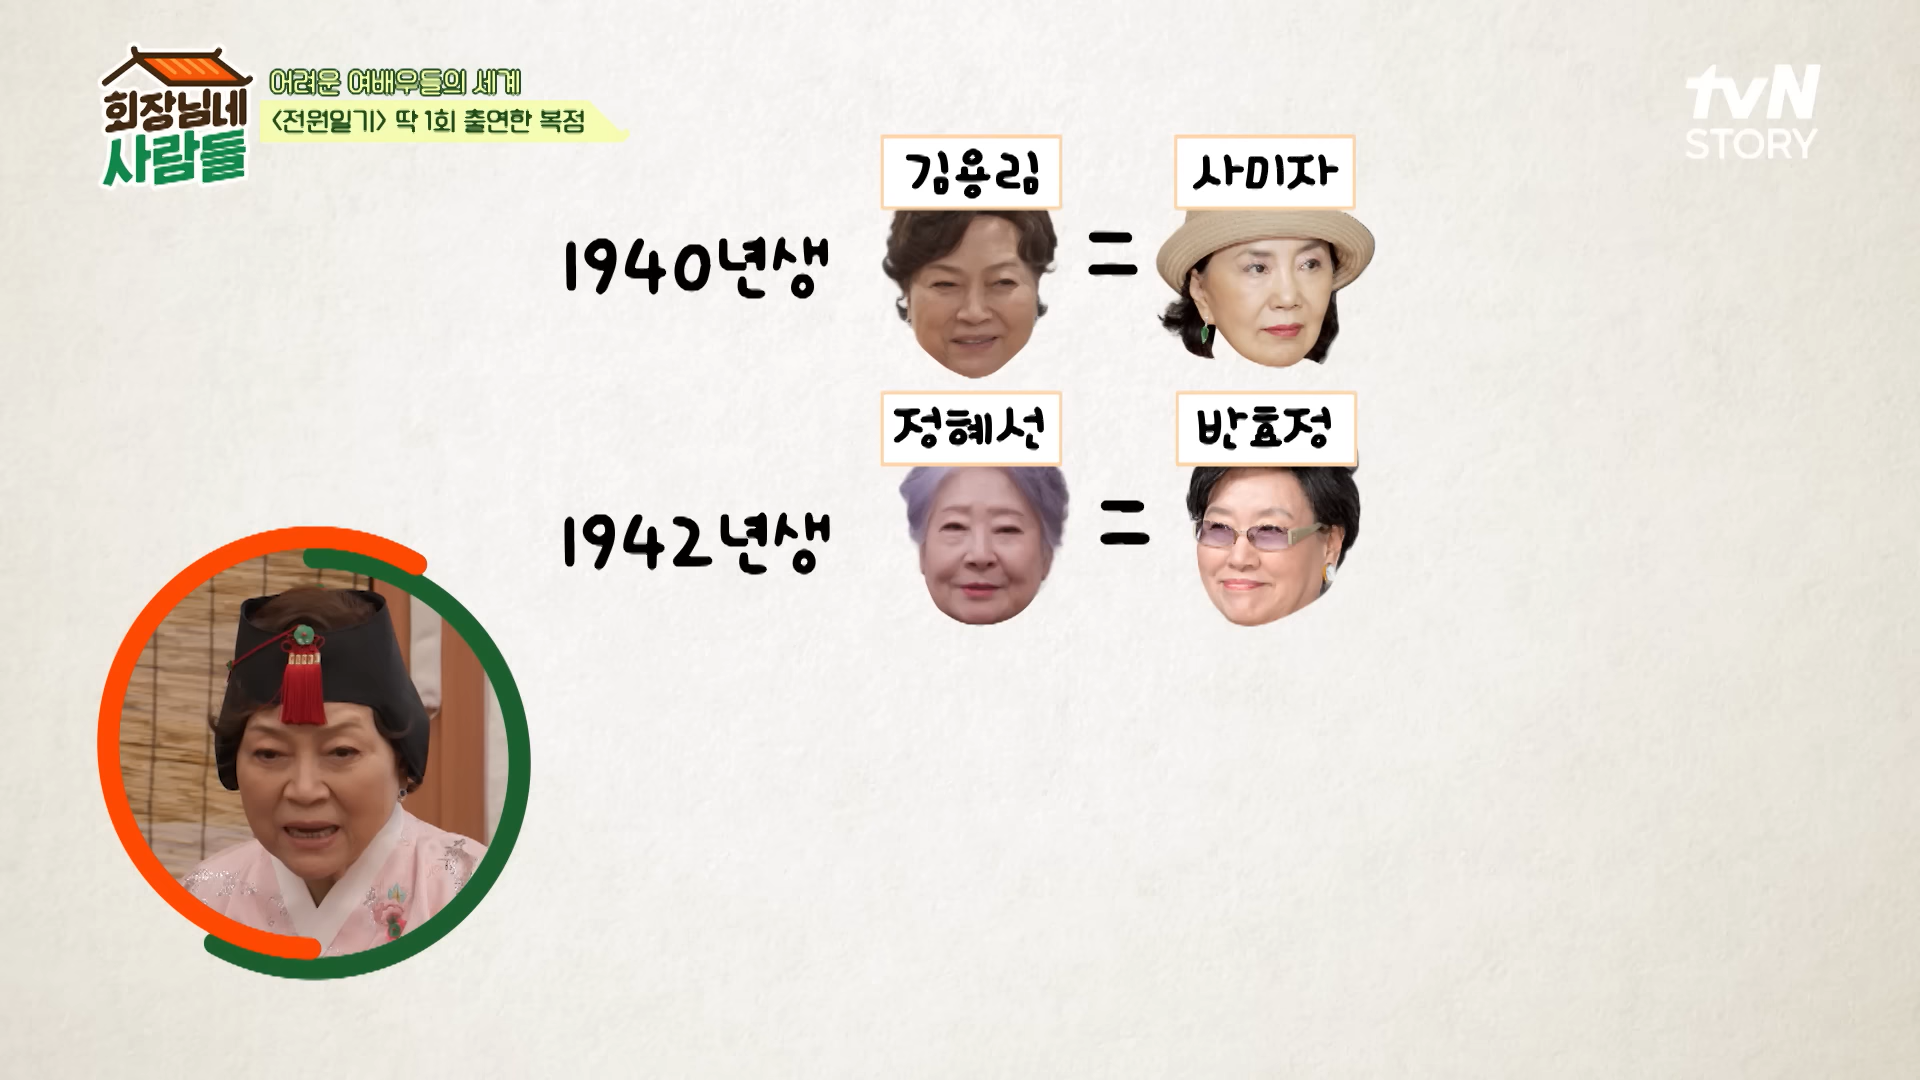 회장님네
사람들
어려운 여배우들의 세계
<전원일기> 딱 1회 출연한 복점
tvN
STORY
김용림
사미자
1940년생
=
정혜선
반효정
1942년생
=